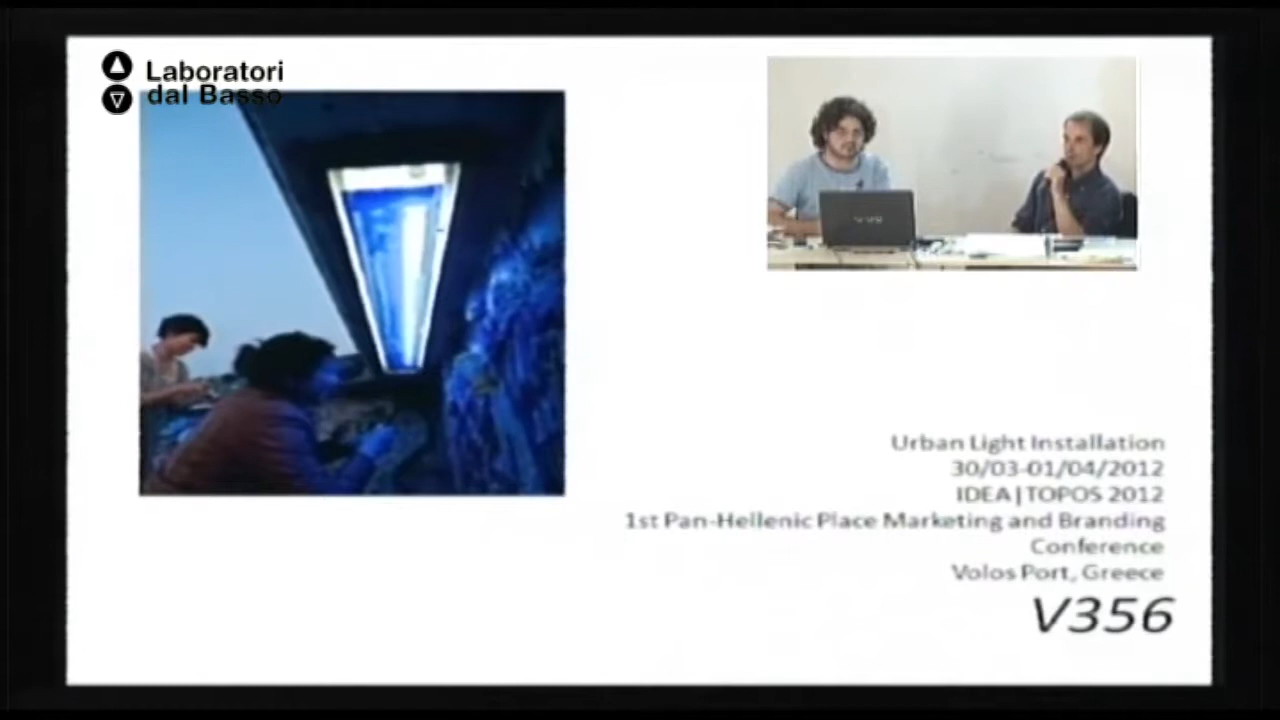 Laboratori
dal Basso
Urban Light Installation
30/03-01/04/2012
IDEA|TOPOS 2012
1st Pan-Hellenic Place Marketing and Branding
Conference
Volos Port, Greece
V356